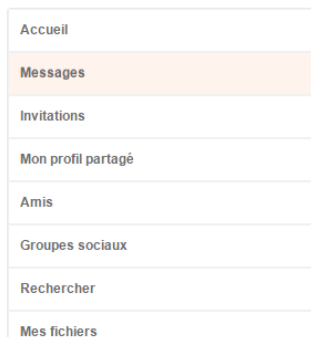 Accueil
Messages
Invitations
Mon profil partagé
Amis
Groupes sociaux
Rechercher
Mes fichiers